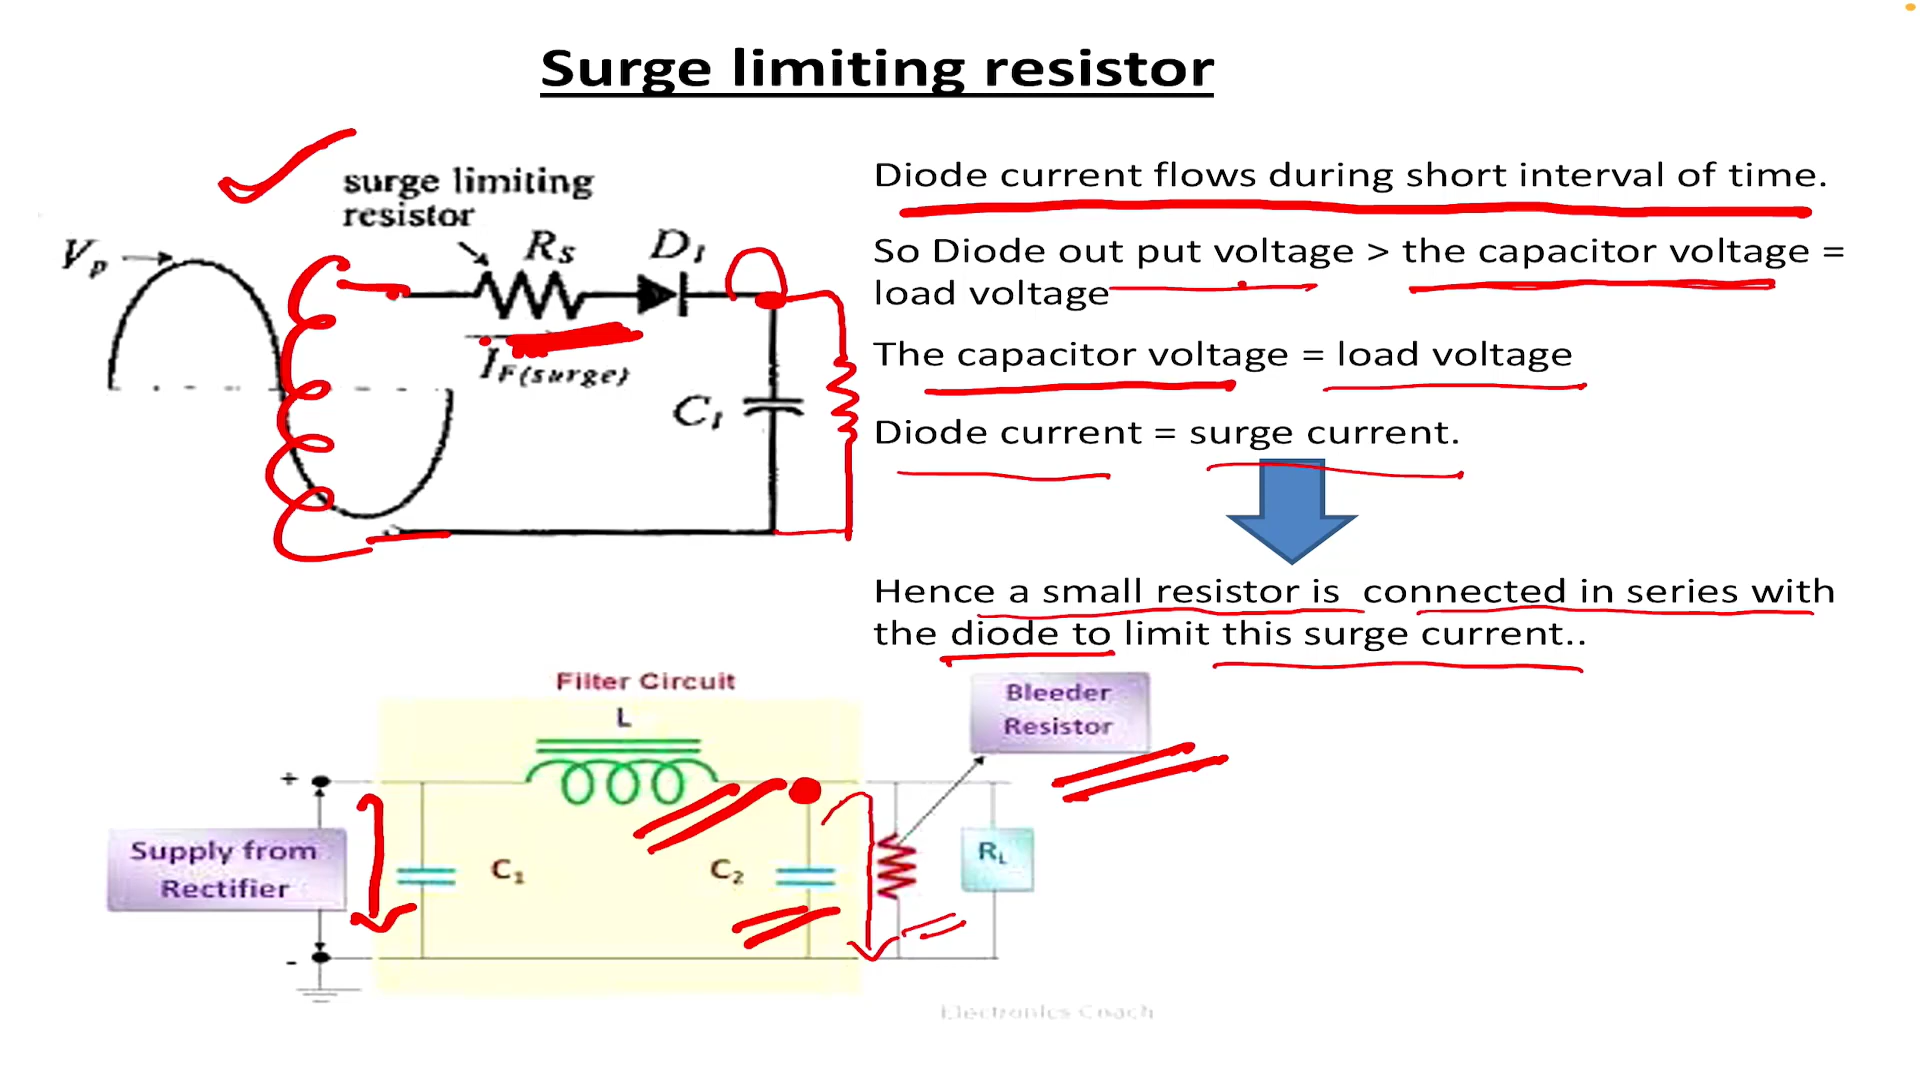 Surge limiting resistor
surge limiting
resistor
Vp
Rs
D1
IF(surge)
C1
Diode current flows during short interval of time.
So Diode out put voltage > the capacitor voltage =
load voltage
The capacitor voltage = load voltage
Diode current = surge current.
Hence a small resistor is connected in series with
the diode to limit this surge current..
Filter Circuit
L
Bleeder
Resistor
+
Supply from
Rectifier
C1
C2
RL
-
Electronics Coach